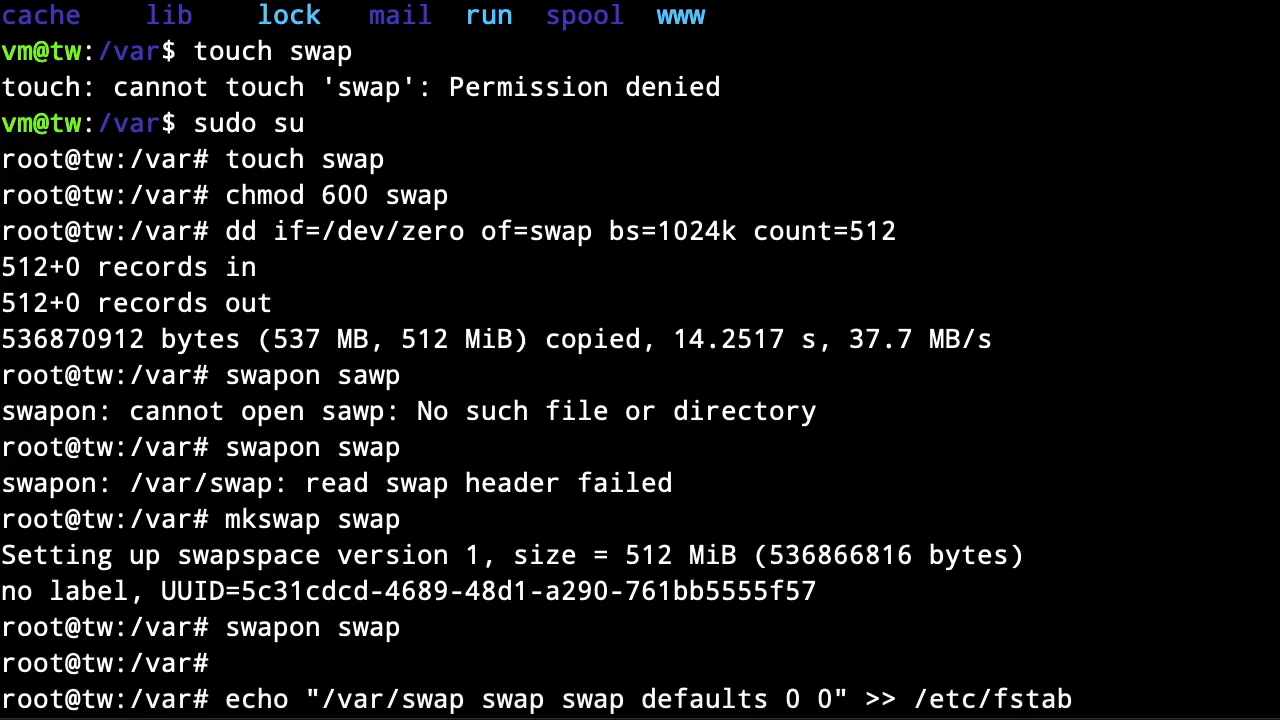 cache lib lock mail run spool www
vm@tw:/var$ touch swap
touch: cannot touch 'swap': Permission denied
vm@tw:/var$ sudo su
root@tw:/var# touch swap
root@tw:/var# chmod 600 swap
root@tw:/var# dd if=/dev/zero of=swap bs=1024k count=512
512+0 records in
512+0 records out
536870912 bytes (537 MB, 512 MiB) copied, 14.2517 s, 37.7 MB/s
root@tw:/var# swapon sawp
swapon: cannot open sawp: No such file or directory
root@tw:/var# swapon swap
swapon: /var/swap: read swap header failed
root@tw:/var# mkswap swap
Setting up swapspace version 1, size = 512 MiB (536866816 bytes)
no label, UUID=5c31cdcd-4689-48d1-a290-761bb5555f57
root@tw:/var# swapon swap
root@tw:/var#
root@tw:/var# echo "/var/swap swap swap defaults 0 0" >> /etc/fstab